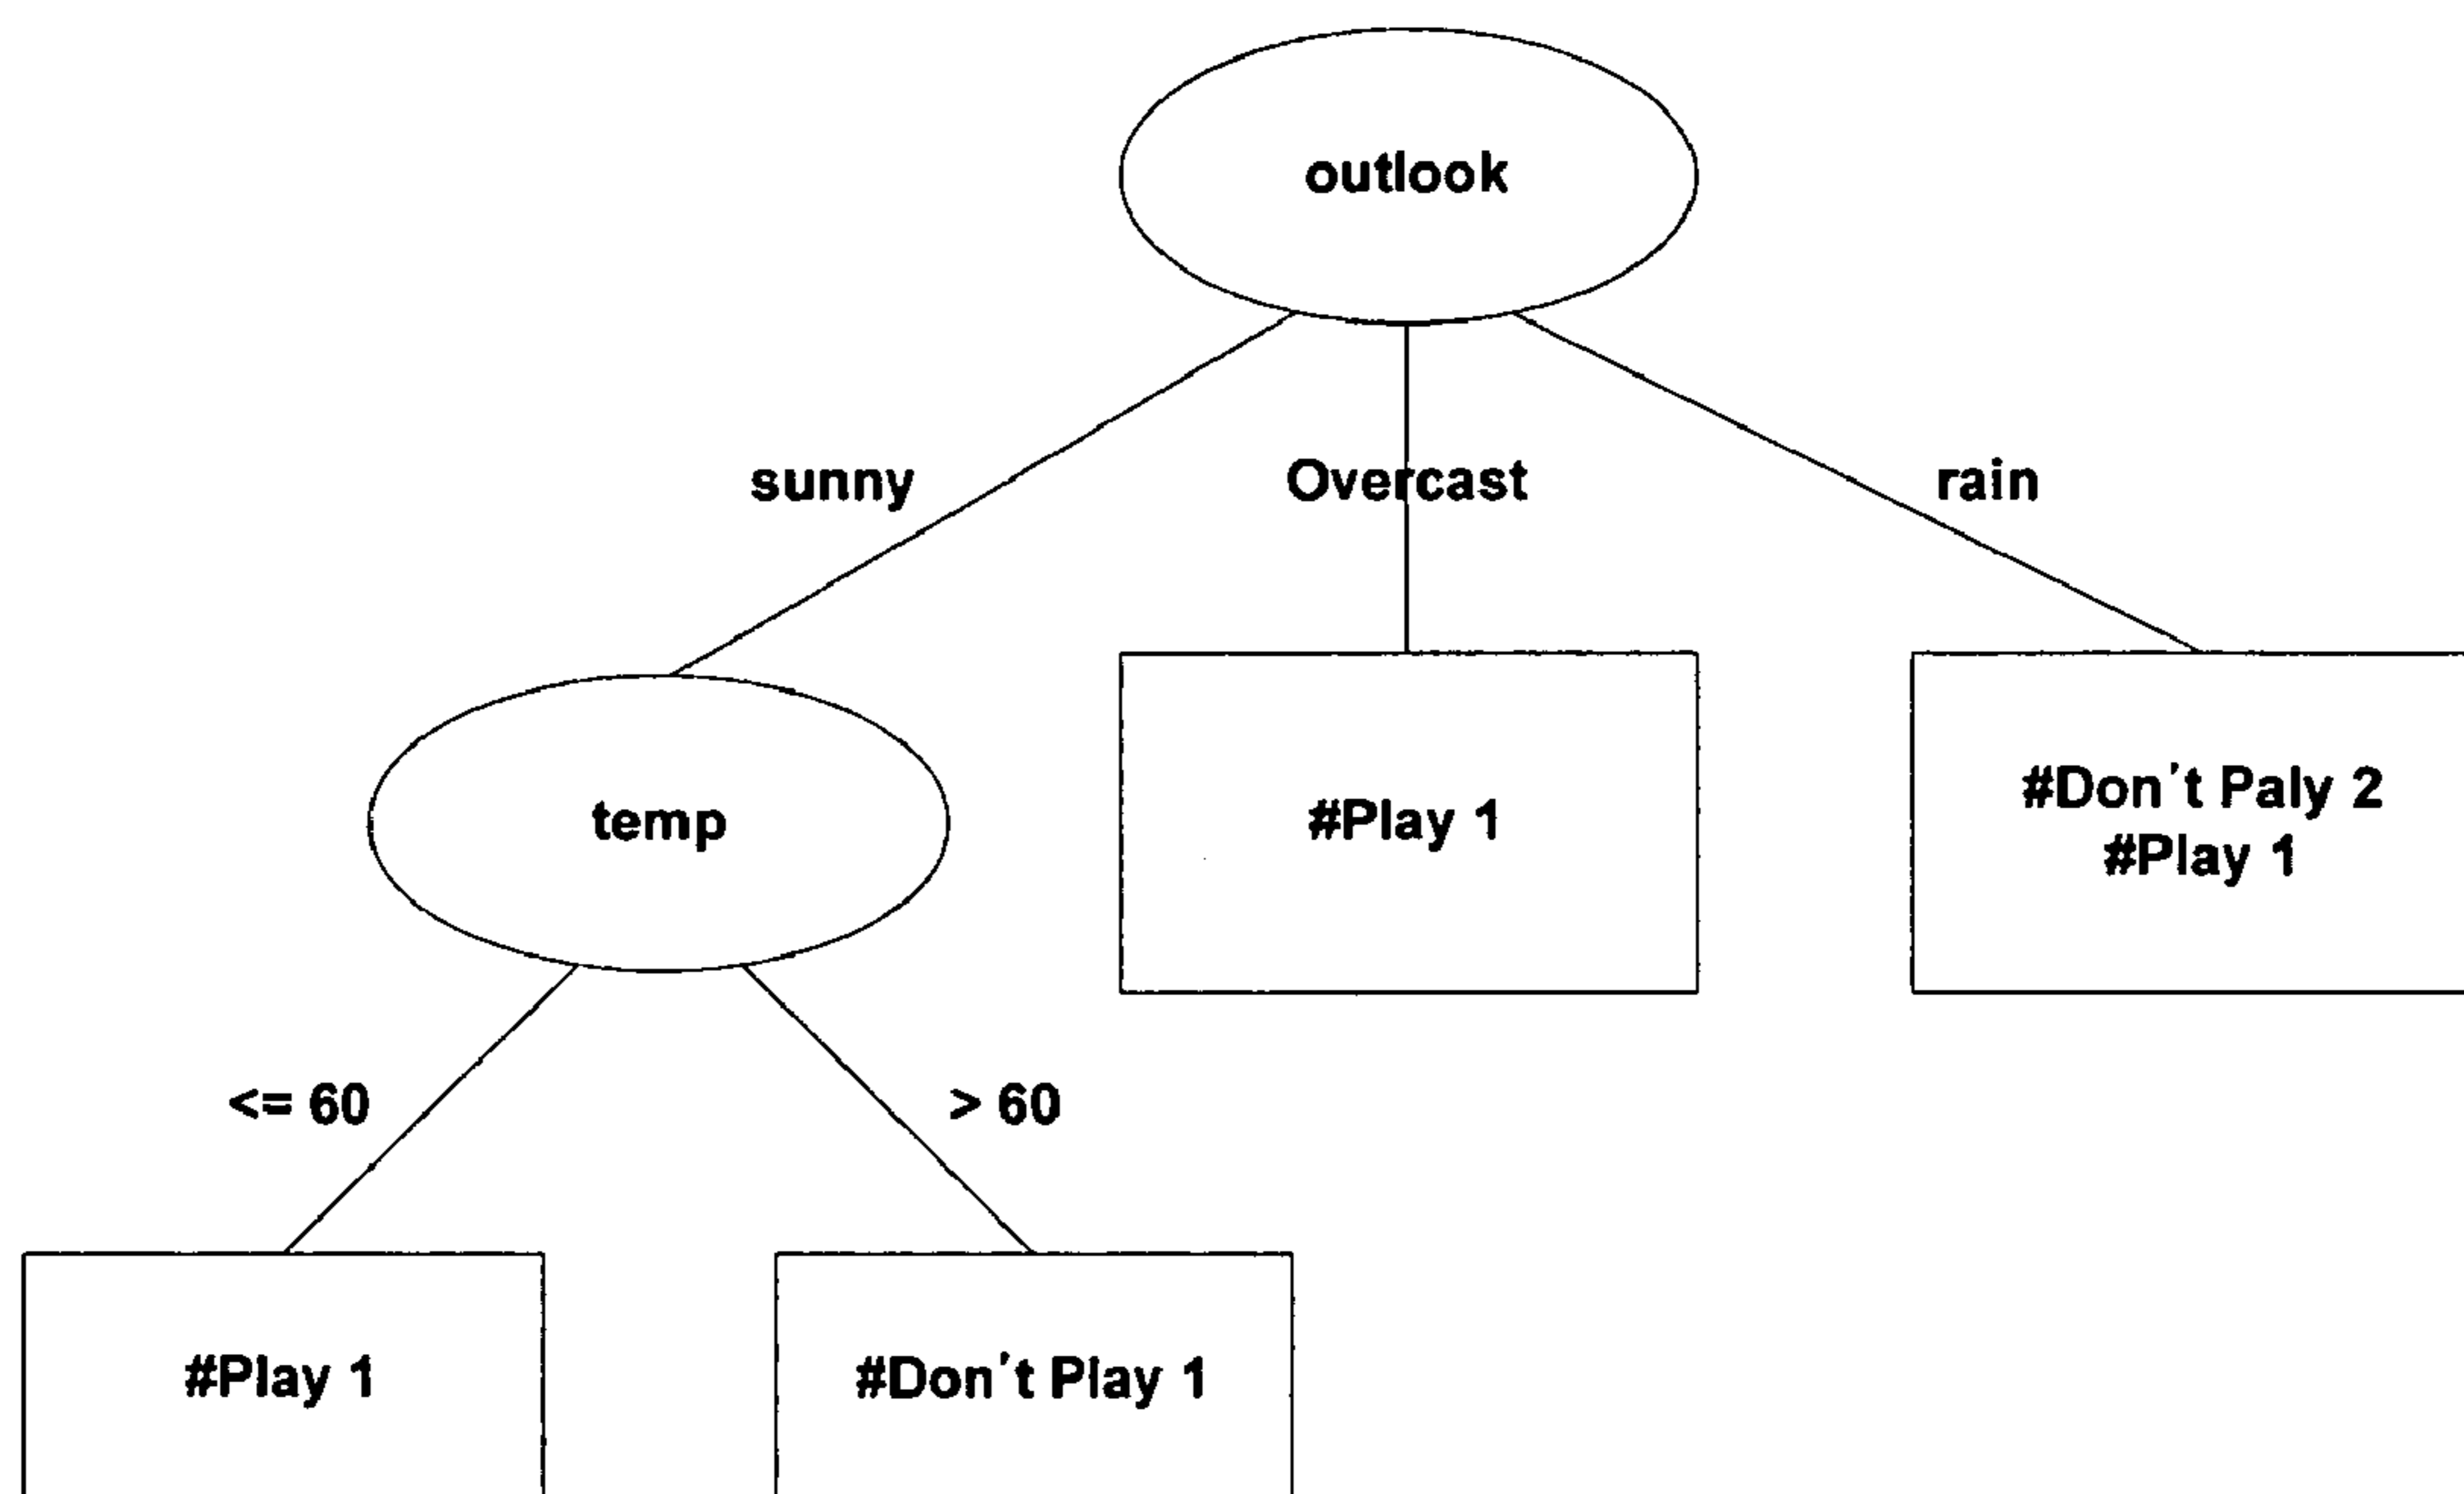 outlook
sunny
Overcast
rain
temp
#Play 1
#Don't Paly 2
#Play 1
<= 60
> 60
#Play 1
#Don't Play 1